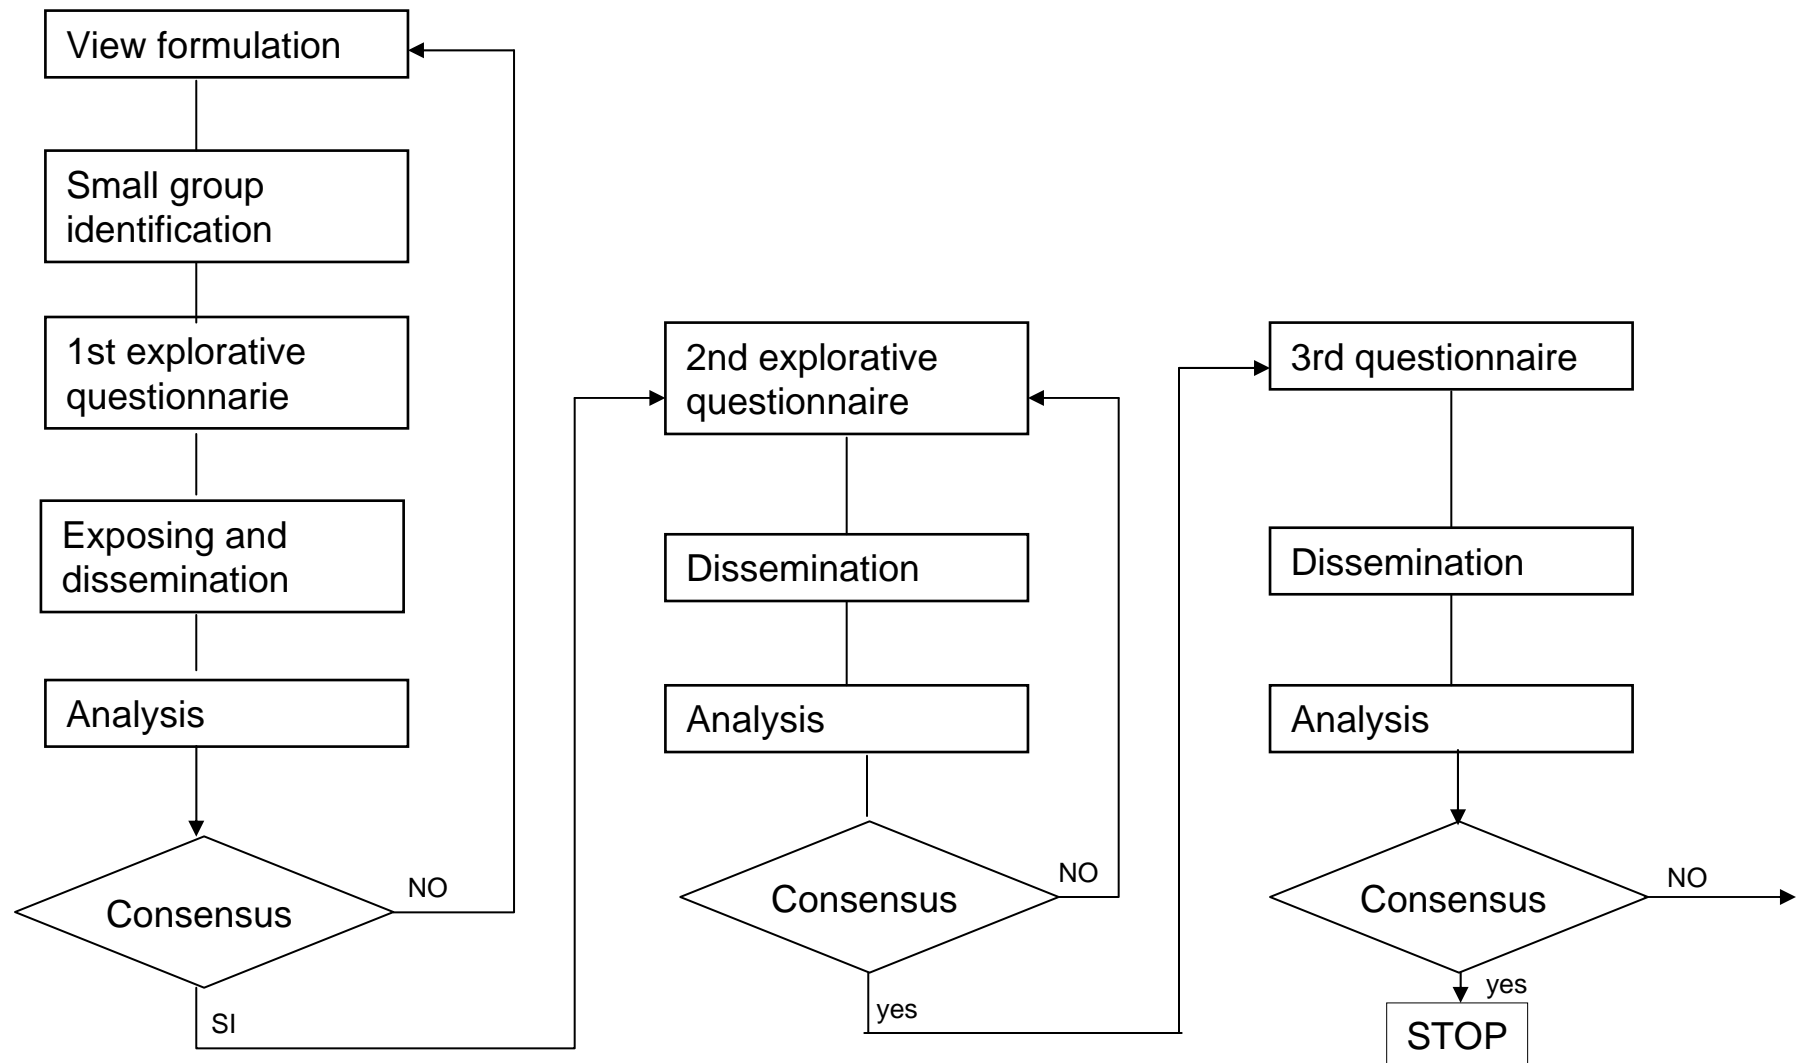 View formulation
Small group
identification
1st explorative
questionnarie
Exposing and
dissemination
Analysis
Consensus
NO
SI
2nd explorative
questionnaire
Dissemination
Analysis
Consensus
NO
yes
3rd questionnaire
Dissemination
Analysis
Consensus
NO
yes
STOP